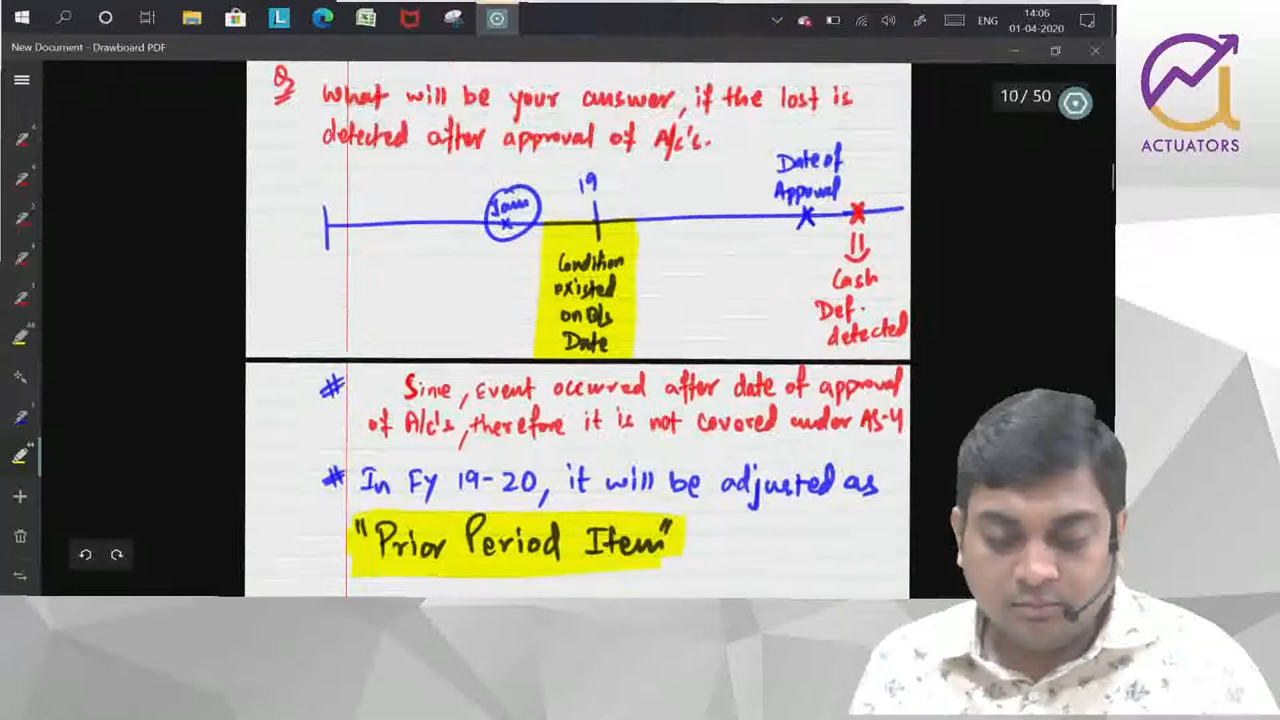 14:06
ENG
01-04-2020
New Document - Drawboard PDF
10 / 50
ACTUATORS
Q What will be your answer, if the lost is
detected after approval of A/c's.
Date of
Approval
19
Jan
Condition
existed
on B/s
Date
Cash
Def.
detected
# Since, Event occurred after date of approval
of A/c's, therefore it is not covered under AS-4
# In Fy 19-20, it will be adjusted as
"Prior Period Item"